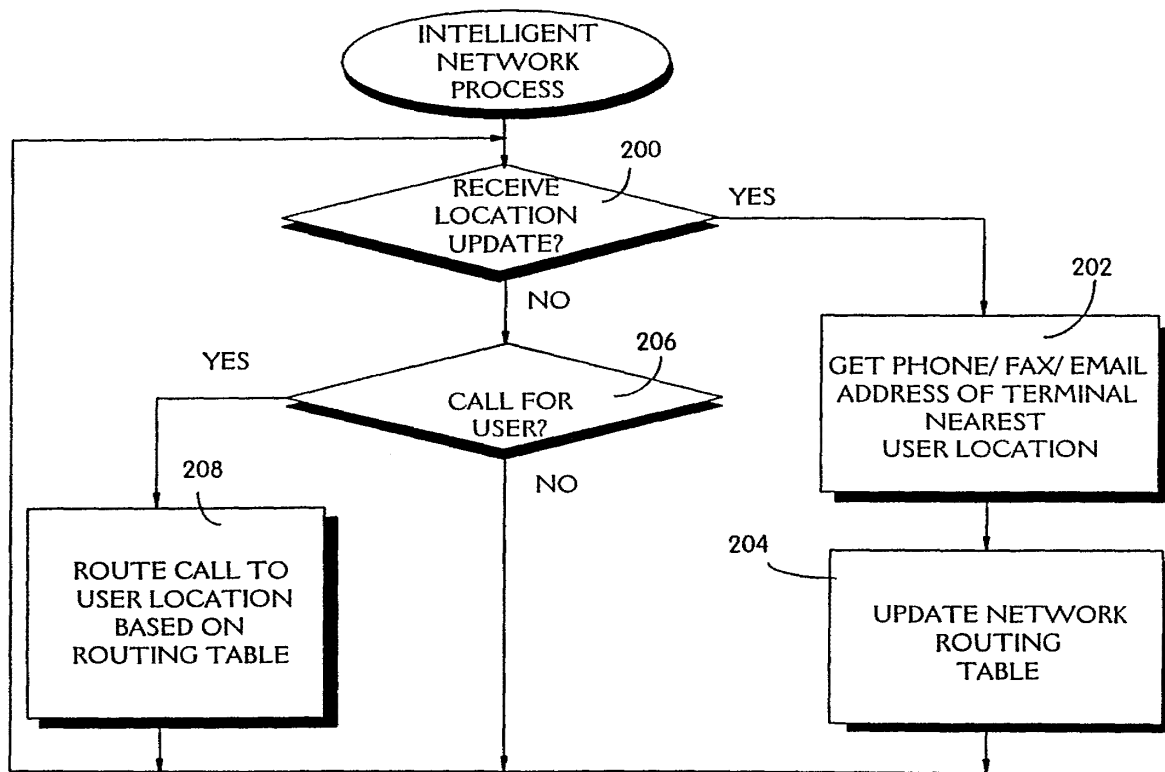 INTELLIGENT
NETWORK
PROCESS
200
RECEIVE
LOCATION
UPDATE?
YES
NO
202
GET PHONE/ FAX/ EMAIL
ADDRESS OF TERMINAL
NEAREST
USER LOCATION
206
YES
CALL FOR
USER?
NO
208
ROUTE CALL TO
USER LOCATION
BASED ON
ROUTING TABLE
204
UPDATE NETWORK
ROUTING
TABLE